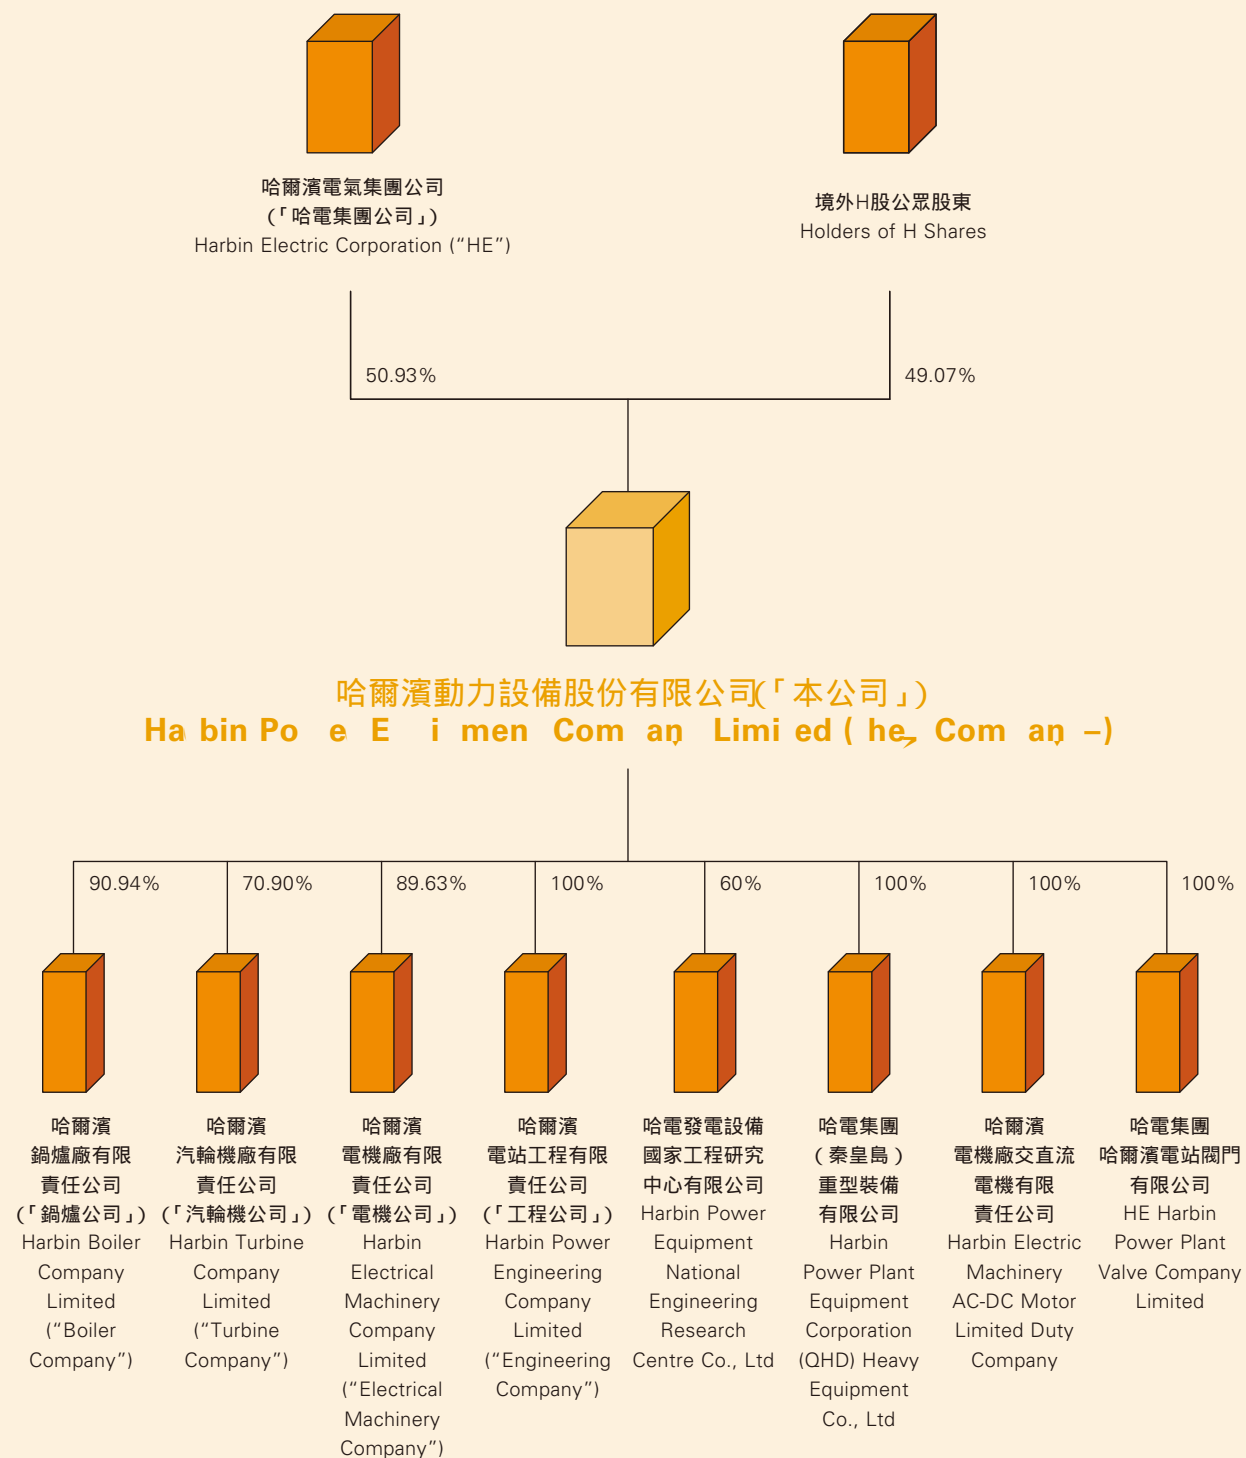 哈爾濱電氣集團公司
(「哈電集團公司」)
Harbin Electric Corporation (“HE”)
境外H股公眾股東
Holders of H Shares
50.93%
49.07%
哈爾濱動力設備股份有限公司(「本公司」)
Ha bin Po e E i men Com an Limi ed ( he Com an –)
90.94%
70.90%
89.63%
100%
60%
100%
100%
100%
哈爾濱
鍋爐廠有限
責任公司
(「鍋爐公司」)
Harbin Boiler
Company
Limited
(“Boiler
Company”)
哈爾濱
汽輪機廠有限
責任公司
(「汽輪機公司」)
Harbin Turbine
Company
Limited
(“Turbine
Company”)
哈爾濱
電機廠有限
責任公司
(「電機公司」)
Harbin
Electrical
Machinery
Company
Limited
(“Electrical
Machinery
Company”)
哈爾濱
電站工程有限
責任公司
(「工程公司」)
Harbin Power
Engineering
Company
Limited
(“Engineering
Company”)
哈電發電設備
國家工程研究
中心有限公司
Harbin Power
Equipment
National
Engineering
Research
Centre Co., Ltd
哈電集團
(秦皇島)
重型裝備
有限公司
Harbin
Power Plant
Equipment
Corporation
(QHD) Heavy
Equipment
Co., Ltd
哈爾濱
電機廠交直流
電機有限
責任公司
Harbin Electric
Machinery
AC-DC Motor
Limited Duty
Company
哈電集團
哈爾濱電站閥門
有限公司
HE Harbin
Power Plant
Valve Company
Limited